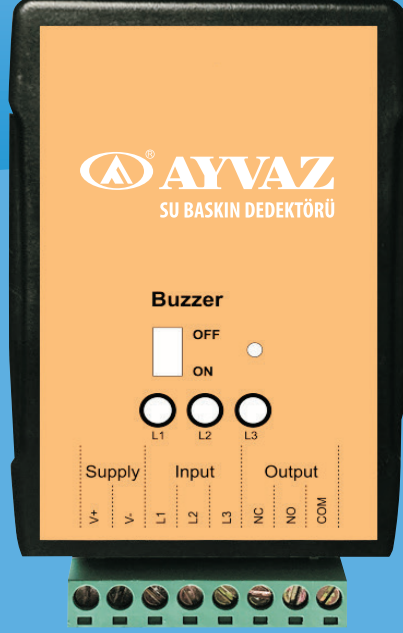 ® AYVAZ
SU BASKIN DEDEKTÖRÜ
Buzzer
OFF
ON
L1 L2 L3
Supply Input Output
V+ V- L1 L2 L3 NC NO COM